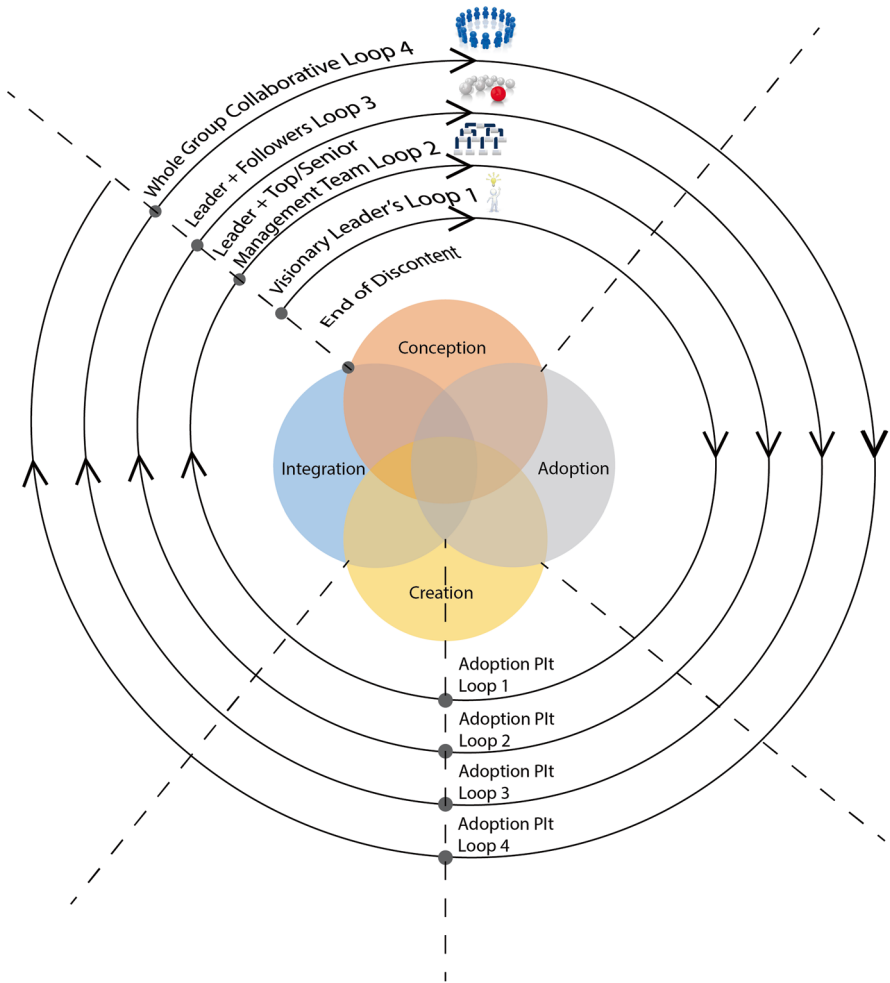 Whole Group Collaborative Loop 4
Leader + Followers Loop 3
Leader + Top/Senior
Management Team Loop 2
Visionary Leader's Loop 1
End of Discontent
Conception
Integration
Adoption
Creation
Adoption Plt
Loop 1
Adoption Plt
Loop 2
Adoption Plt
Loop 3
Adoption Plt
Loop 4